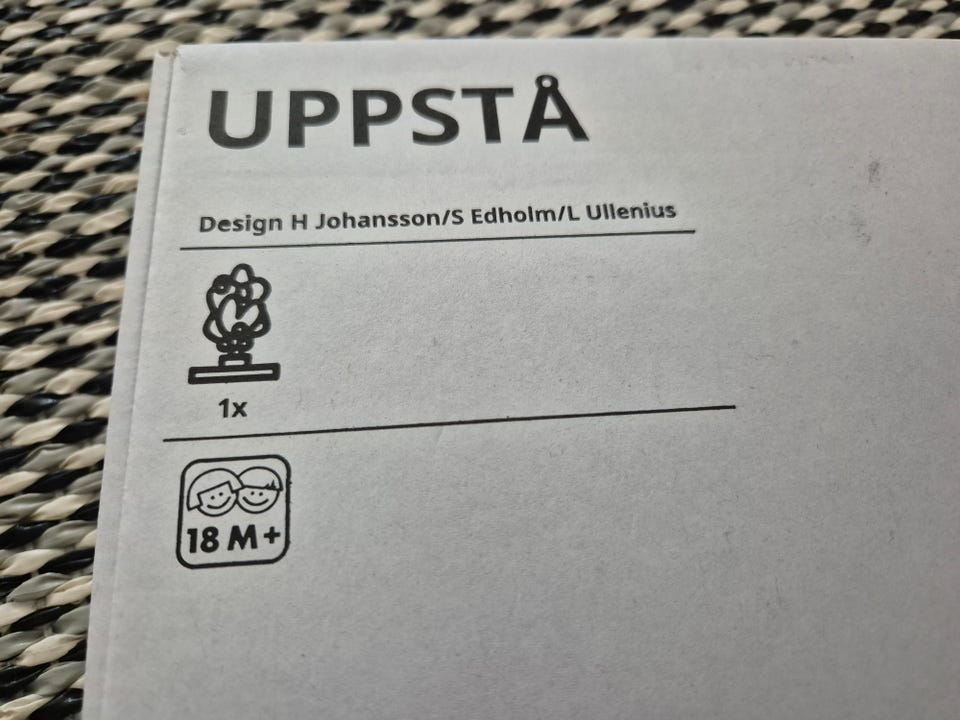 UPPSTÅ
Design H Johansson/S Edholm/L Ullenius
1x
18 M+